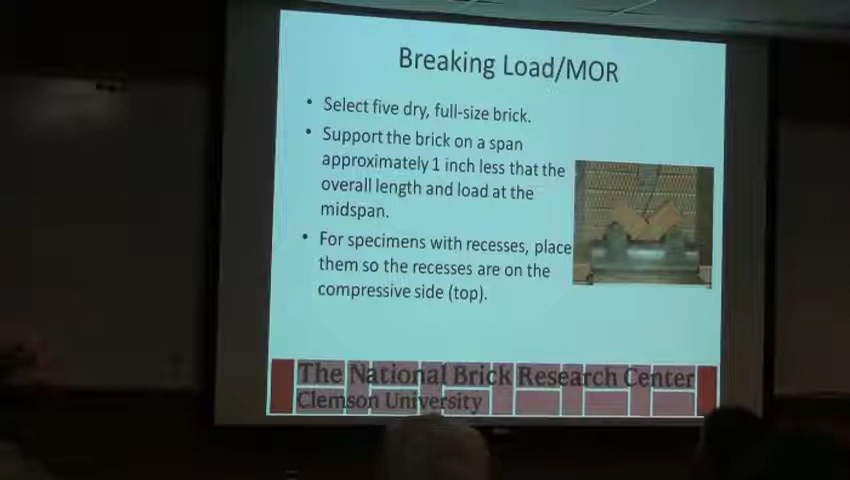 Breaking Load/MOR
• Select five dry, full-size brick.
• Support the brick on a span
approximately 1 inch less that the
overall length and load at the
midspan.
• For specimens with recesses, place
them so the recesses are on the
compressive side (top).
The National Brick Research Center
Clemson University